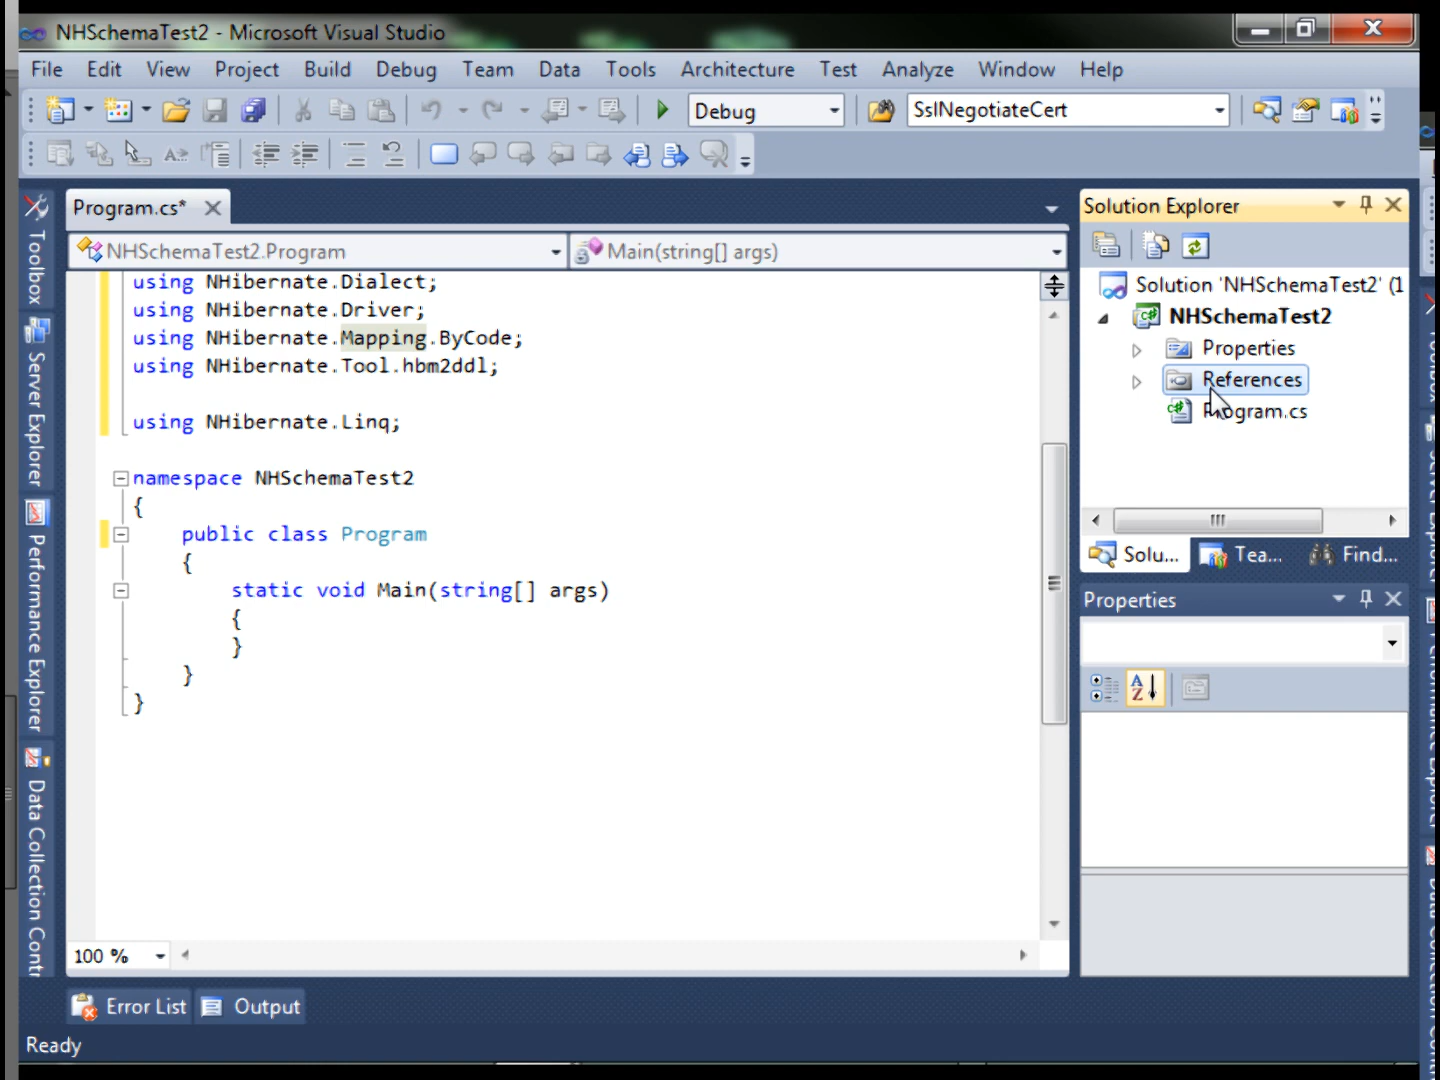 NHSchemaTest2 - Microsoft Visual Studio
File Edit View Project Build Debug Team Data Tools Architecture Test Analyze Window Help
Debug SslNegotiateCert
Toolbox
Server Explorer
Performance Explorer
Program.cs*
NHSchemaTest2.Program Main(string[] args)
using NHibernate.Dialect;
using NHibernate.Driver;
using NHibernate.Mapping.ByCode;
using NHibernate.Tool.hbm2ddl;
using NHibernate.Linq;
namespace NHSchemaTest2
{
public class Program
{
static void Main(string[] args)
{
}
}
}
100 %
Solution Explorer
Solution 'NHSchemaTest2' (1
NHSchemaTest2
Properties
References
Program.cs
Solu... Tea... Find...
Properties
Data Collection Contr
Error List Output
Ready